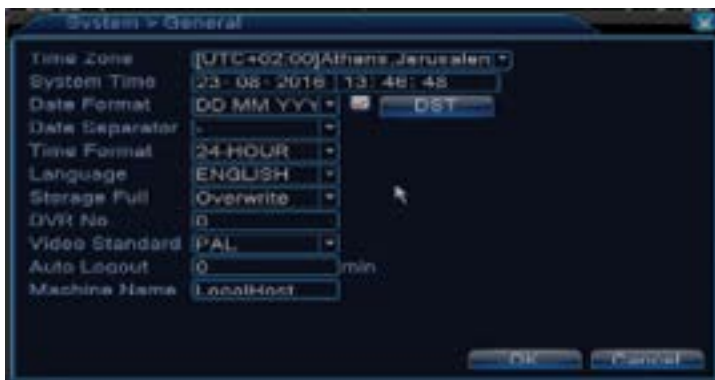 System > General
Time Zone [UTC+02:00]Athens,Jerusalem
System Time 23-08-2016 13:46:48
Date Format DD MM YYY DST
Date Separator -
Time Format 24-HOUR
Language ENGLISH
Storage Full Overwrite
DVR No. 0
Video Standard PAL
Auto Logout 0 min
Machine Name LocalHost
OK Cancel